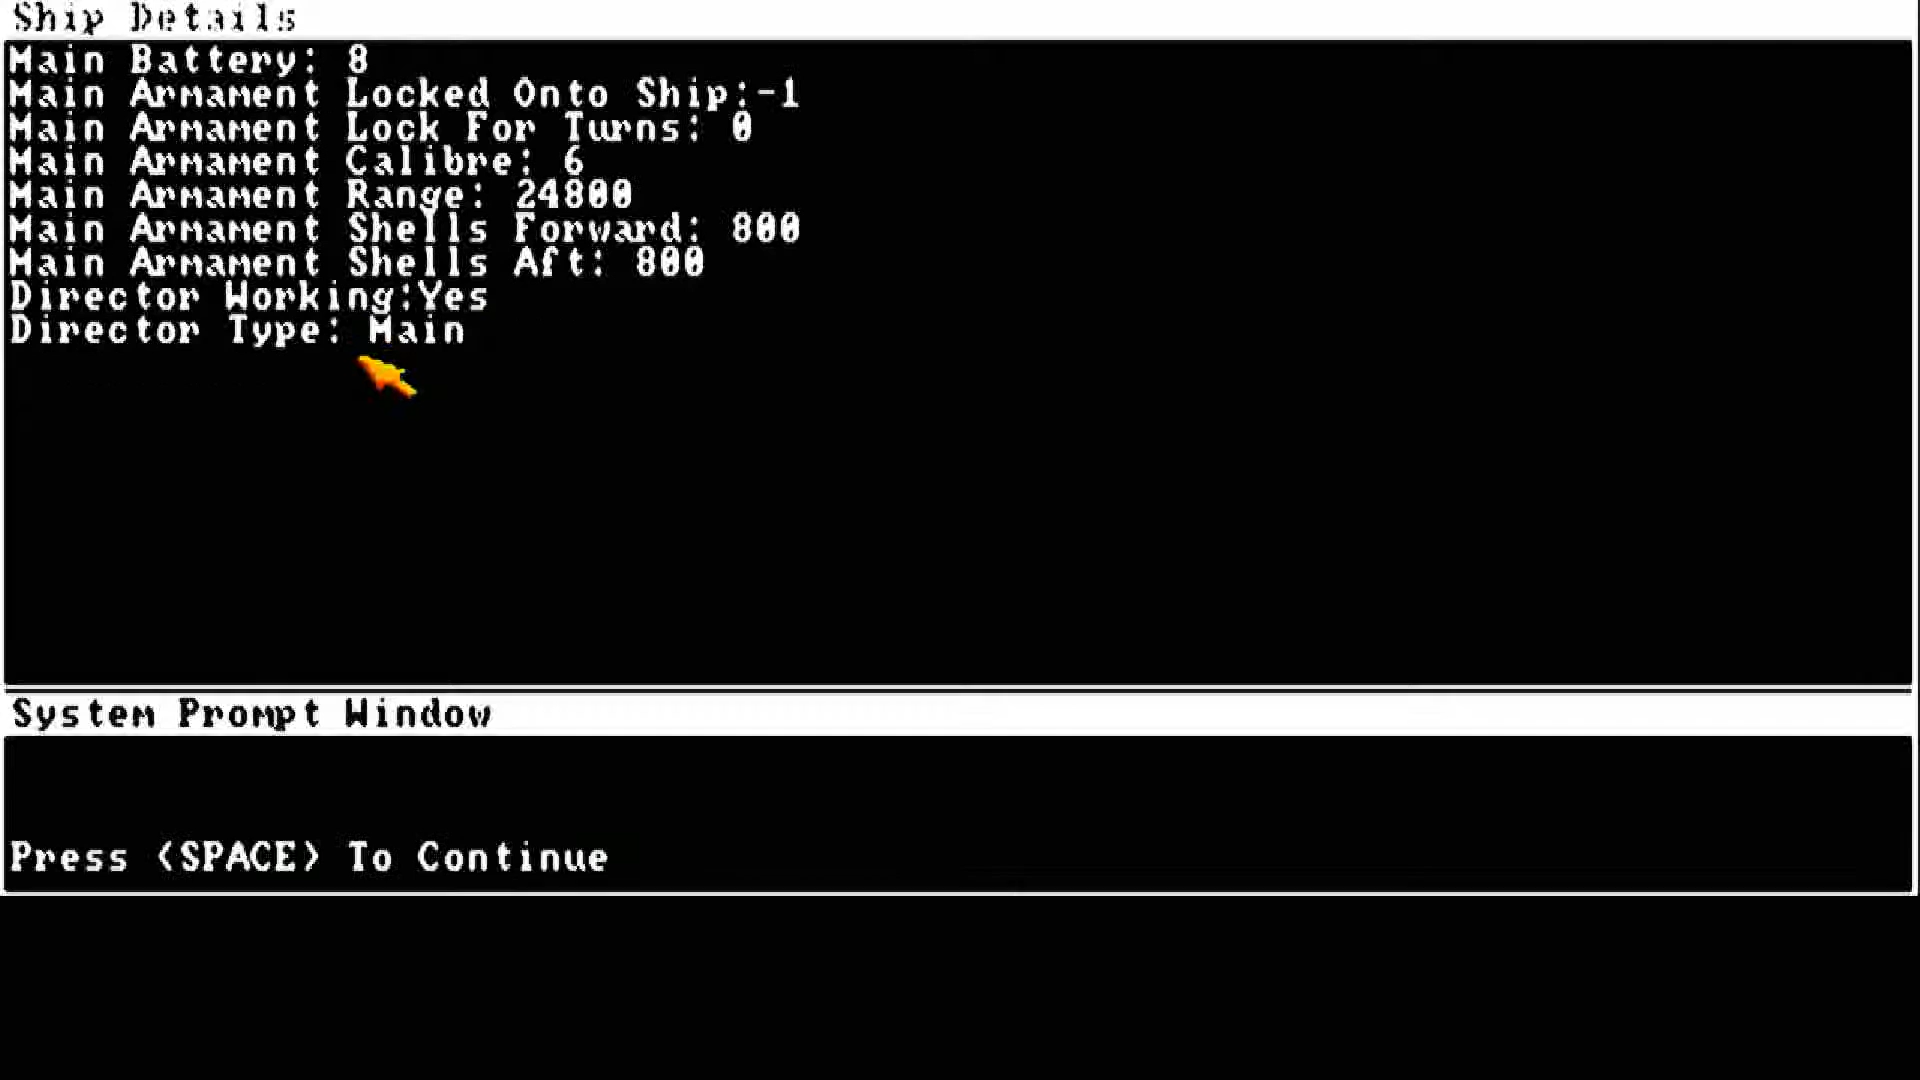 Ship Details
Main Battery: 8
Main Armament Locked Onto Ship:-1
Main Armament Lock For Turns: 0
Main Armament Calibre: 6
Main Armament Range: 24800
Main Armament Shells Forward: 800
Main Armament Shells Aft: 800
Director Working:Yes
Director Type: Main
System Prompt Window
Press <SPACE> To Continue